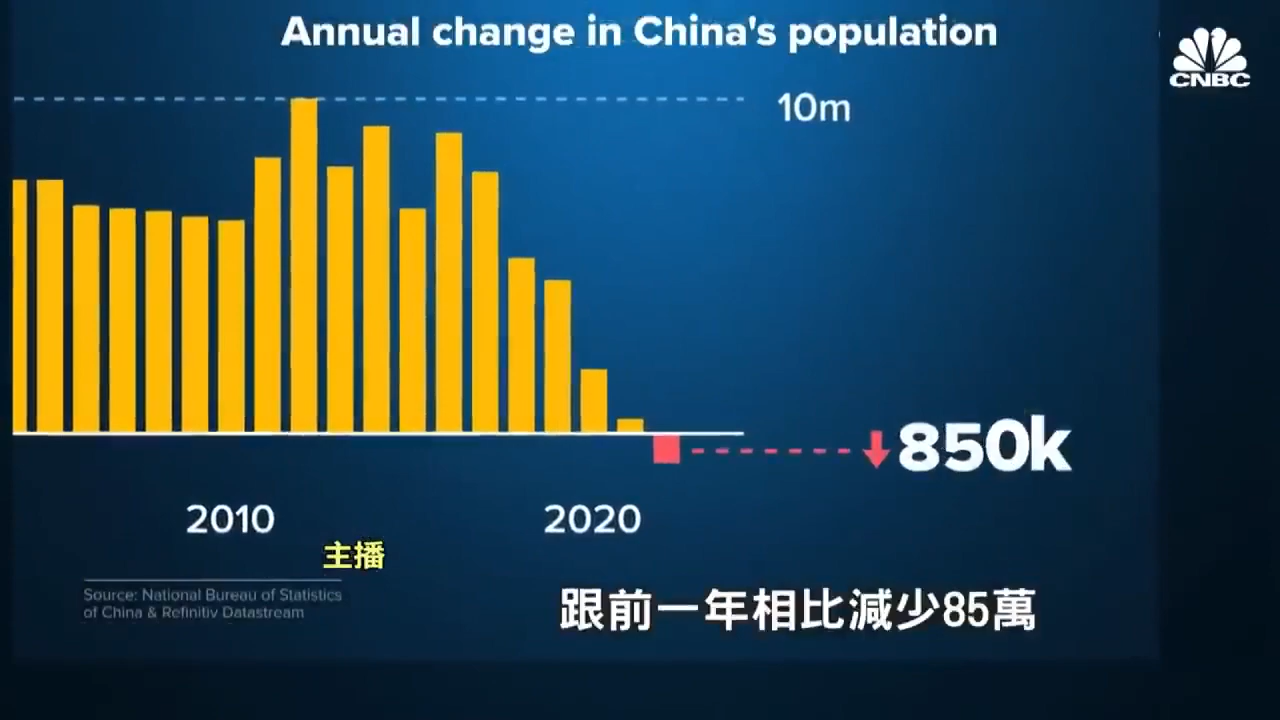 Annual change in China's population
CNBC
10m
850k
2010
2020
主播
Source: National Bureau of Statistics
of China & Refinitiv Datastream
跟前一年相比減少85萬